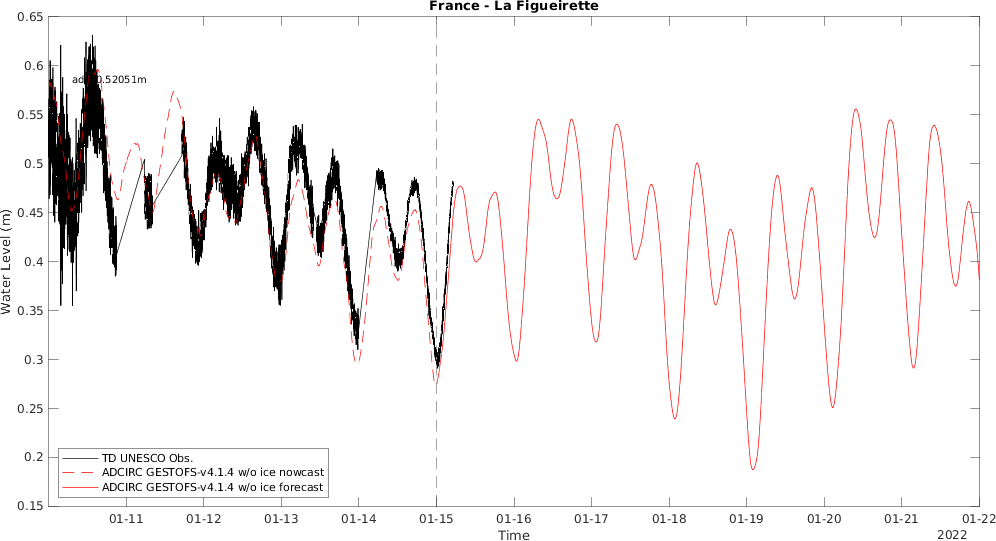 France - La Figueirette
0.65
0.6
0.55
0.5
0.45
0.4
0.35
0.3
0.25
0.2
0.15
Water Level (m)
0.52051m
TD UNESCO Obs.
ADCIRC GESTOFS-v4.1.4 w/o ice nowcast
ADCIRC GESTOFS-v4.1.4 w/o ice forecast
01-11 01-12 01-13 01-14 01-15 01-16 01-17 01-18 01-19 01-20 01-21 01-22
Time
2022